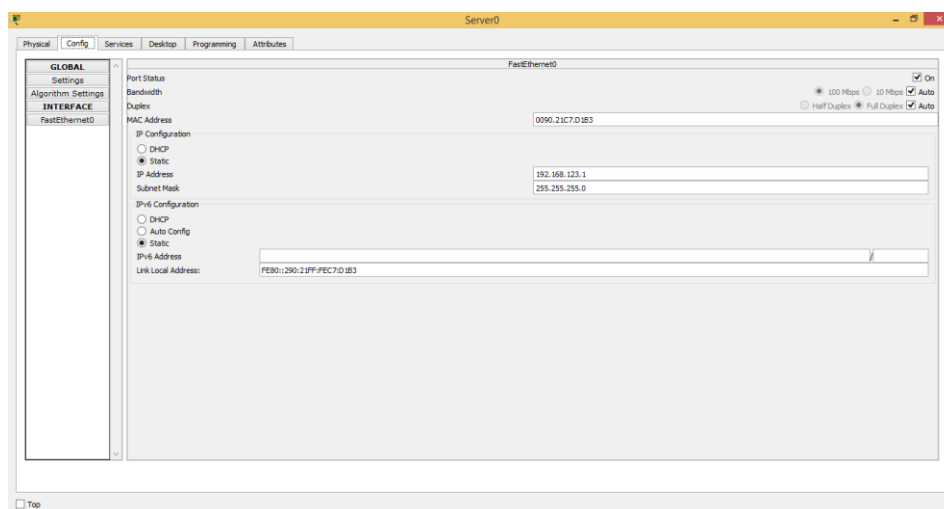 Server0
Physical Config Services Desktop Programming Attributes
GLOBAL
Settings
Algorithm Settings
INTERFACE
FastEthernet0
FastEthernet0
Port Status On
Bandwidth 100 Mbps 10 Mbps Auto
Duplex Half Duplex Full Duplex Auto
MAC Address 0090.21C7.D1B3
IP Configuration
DHCP
Static
IP Address 192.168.123.1
Subnet Mask 255.255.255.0
IPv6 Configuration
DHCP
Auto Config
Static
IPv6 Address /
Link Local Address: FE80::290:21FF:FEC7:D1B3
Top